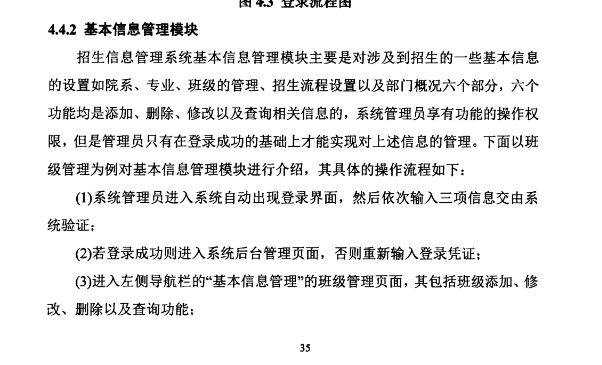 图 4.3 登录流程图
4.4.2 基本信息管理模块
招生信息管理系统基本信息管理模块主要是对涉及到招生的一些基本信息
的设置如院系、专业、班级的管理、招生流程设置以及部门概况六个部分，六个
功能均是添加、删除、修改以及查询相关信息的，系统管理员享有功能的操作权
限，但是管理员只有在登录成功的基础上才能实现对上述信息的管理。下面以班
级管理为例对基本信息管理模块进行介绍，其具体的操作流程如下：
(1)系统管理员进入系统自动出现登录界面，然后依次输入三项信息交由系
统验证；
(2)若登录成功则进入系统后台管理页面，否则重新输入登录凭证；
(3)进入左侧导航栏的“基本信息管理”的班级管理页面，其包括班级添加、修
改、删除以及查询功能；
35